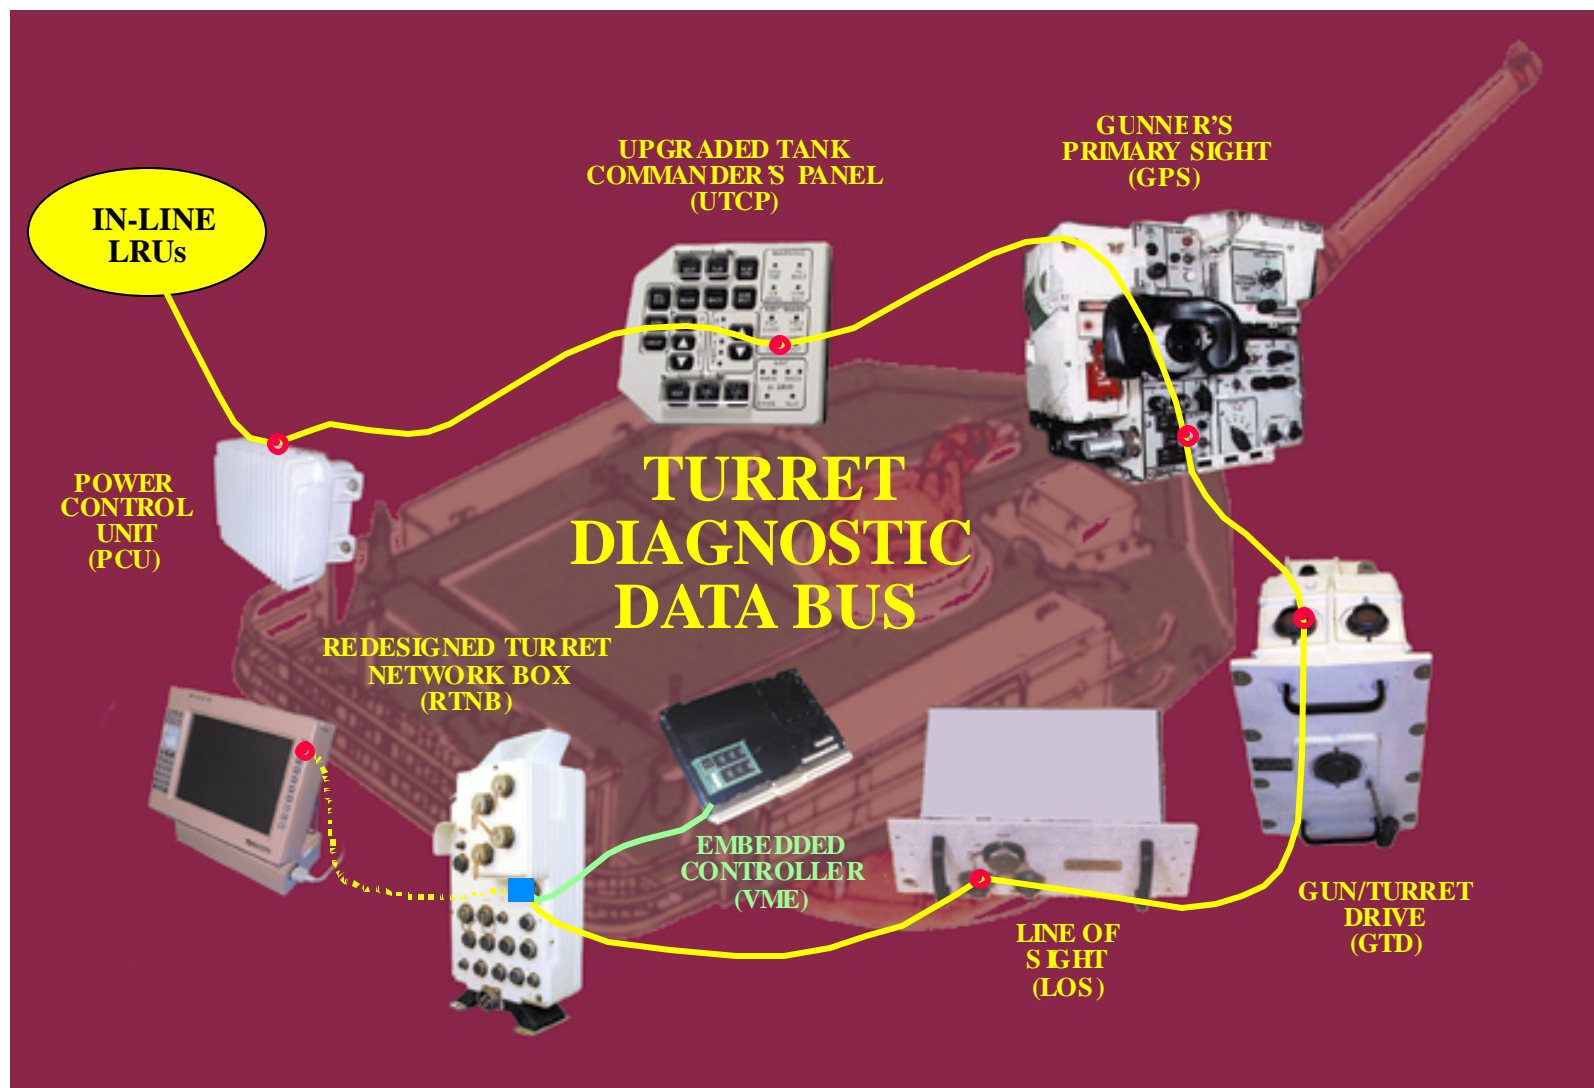 GUNNER'S
PRIMARY SIGHT
(GPS)
UPGRADED TANK
COMMANDER'S PANEL
(UTCP)
IN-LINE
LRUs
POWER
CONTROL
UNIT
(PCU)
TURRET
DIAGNOSTIC
DATA BUS
REDESIGNED TURRET
NETWORK BOX
(RTNB)
EMBEDDED
CONTROLLER
(VME)
LINE OF
SIGHT
(LOS)
GUN/TURRET
DRIVE
(GTD)